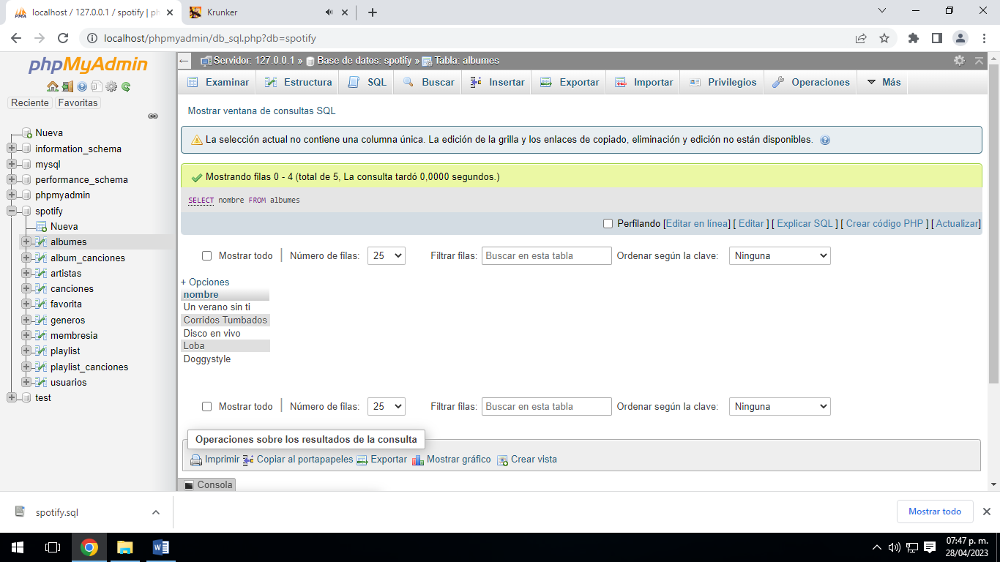 localhost / 127.0.0.1 / spotify | ph
Krunker
localhost/phpmyadmin/db_sql.php?db=spotify
phpMyAdmin
Reciente Favoritas
Nueva
information_schema
mysql
performance_schema
phpmyadmin
spotify
Nueva
albumes
album_canciones
artistas
canciones
favorita
generos
membresia
playlist
playlist_canciones
usuarios
test
Servidor: 127.0.0.1 » Base de datos: spotify » Tabla: albumes
Examinar Estructura SQL Buscar Insertar Exportar Importar Privilegios Operaciones Más
Mostrar ventana de consultas SQL
La selección actual no contiene una columna única. La edición de la grilla y los enlaces de copiado, eliminación y edición no están disponibles.
Mostrando filas 0 - 4 (total de 5, La consulta tardó 0,0000 segundos.)
SELECT nombre FROM albumes
Perfilando [Editar en línea] [ Editar ] [ Explicar SQL ] [ Crear código PHP ] [ Actualizar]
Mostrar todo | Número de filas: 25 Filtrar filas: Buscar en esta tabla Ordenar según la clave: Ninguna
+ Opciones
nombre
Un verano sin ti
Corridos Tumbados
Disco en vivo
Loba
Doggystyle
Mostrar todo | Número de filas: 25 Filtrar filas: Buscar en esta tabla Ordenar según la clave: Ninguna
Operaciones sobre los resultados de la consulta
Imprimir Copiar al portapapeles Exportar Mostrar gráfico Crear vista
Consola
spotify.sql
Mostrar todo
07:47 p. m.
28/04/2023